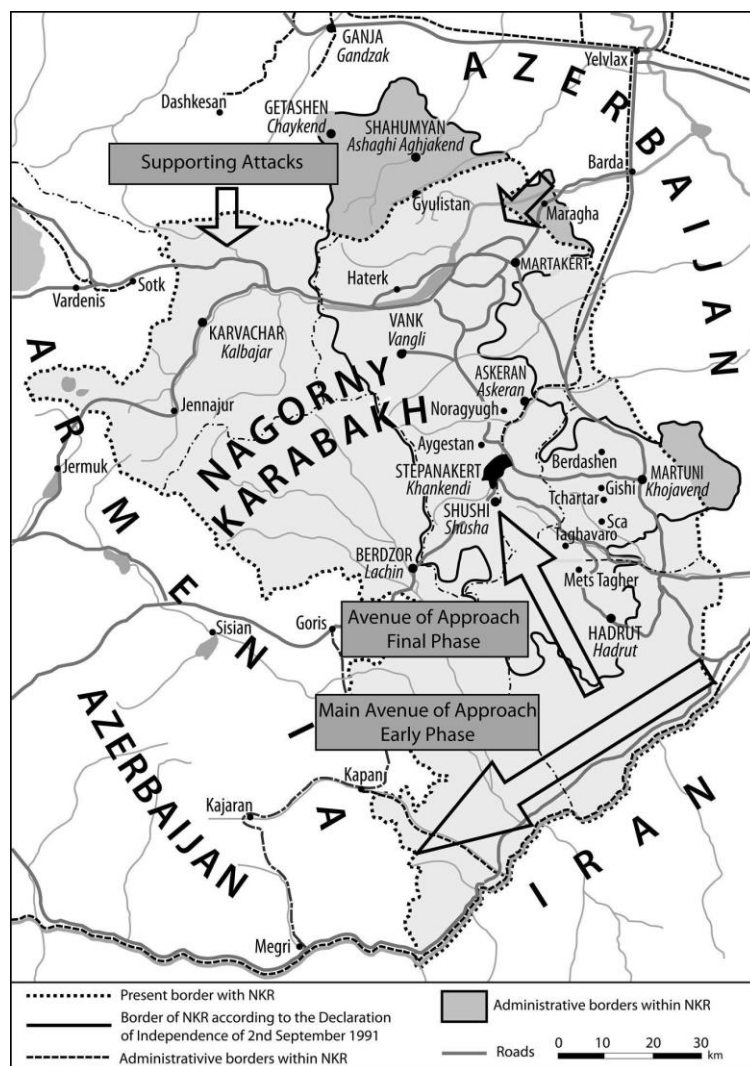 GANJA
Gandzak
Yelvlax
AZERBAIJAN
Dashkesan
GETASHEN
Chaykend
SHAHUMYAN
Ashaghi Aghjakend
Supporting Attacks
Barda
Gyulistan
Maragha
MARTAKERT
Haterk
Sotk
Vardenis
KARVACHAR
Kalbajar
VANK
Vangli
ARMENIA
NAGORNY
KARABAKH
ASKERAN
Askeran
Jennajur
Noragyugh
Aygestan
Berdashen
Jermuk
STEPANAKERT
Khankendi
MARTUNI
Khojavend
Gishi
Tchartar
SHUSHI
Shusha
Sca
Taghavaro
BERDZOR
Lachin
Mets Tagher
Goris
Sisian
Avenue of Approach
Final Phase
HADRUT
Hadrut
Main Avenue of Approach
Early Phase
AZERBAIJAN
Kapan
Kajaran
IRAN
Megri
Present border with NKR
Border of NKR according to the Declaration
of Independence of 2nd September 1991
Administrativive borders within NKR
Administrative borders within NKR
Roads
0 10 20 30
km